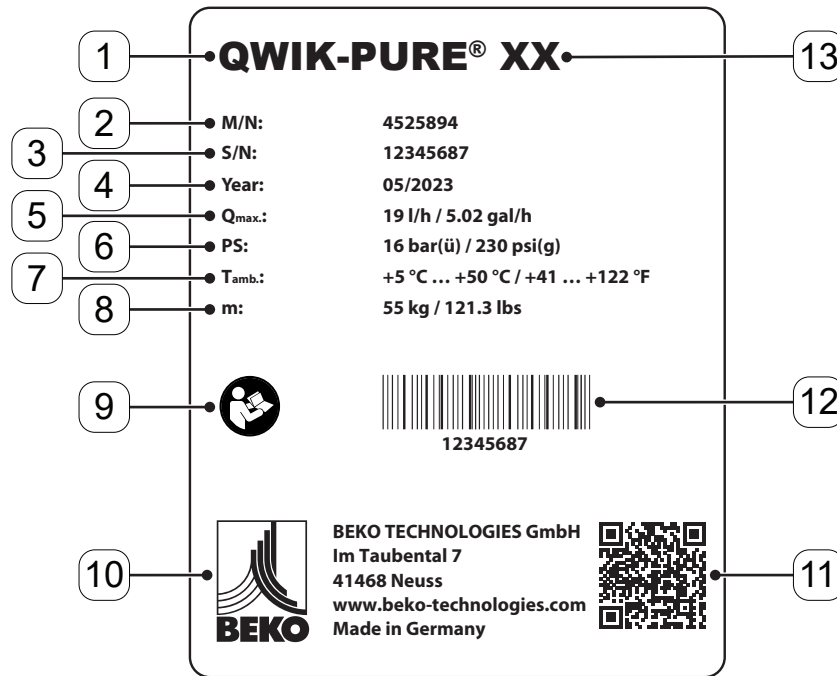 1
QWIK-PURE® XX
13
2
M/N: 4525894
3
S/N: 12345687
4
Year: 05/2023
5
Qmax.: 19 l/h / 5.02 gal/h
6
PS: 16 bar(ü) / 230 psi(g)
7
Tamb.: +5 °C … +50 °C / +41 … +122 °F
8
m: 55 kg / 121.3 lbs
9
12
12345687
10
BEKO
BEKO TECHNOLOGIES GmbH
Im Taubental 7
41468 Neuss
www.beko-technologies.com
Made in Germany
11